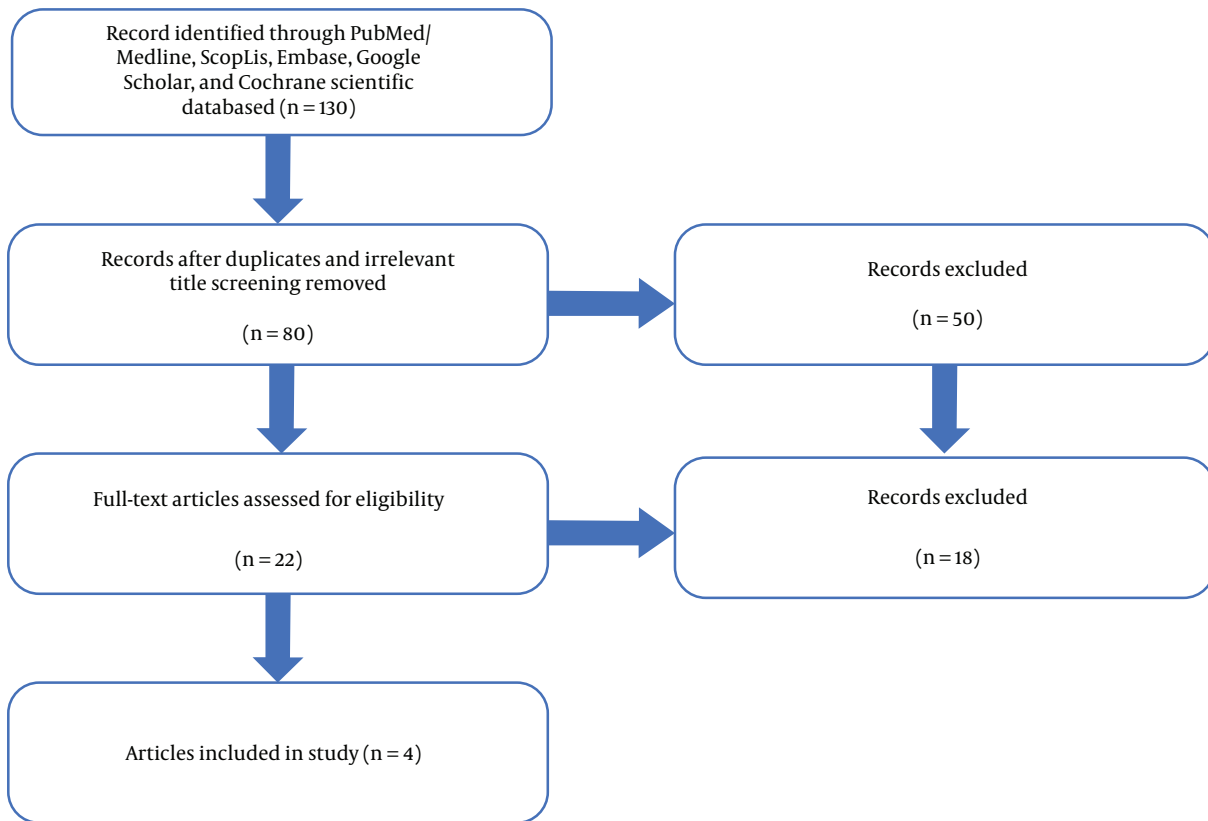 Record identified through PubMed/
Medline, ScopLis, Embase, Google
Scholar, and Cochrane scientific
databased (n = 130)
Records after duplicates and irrelevant
title screening removed
(n = 80)
Records excluded
(n = 50)
Full-text articles assessed for eligibility
(n = 22)
Records excluded
(n = 18)
Articles included in study (n = 4)